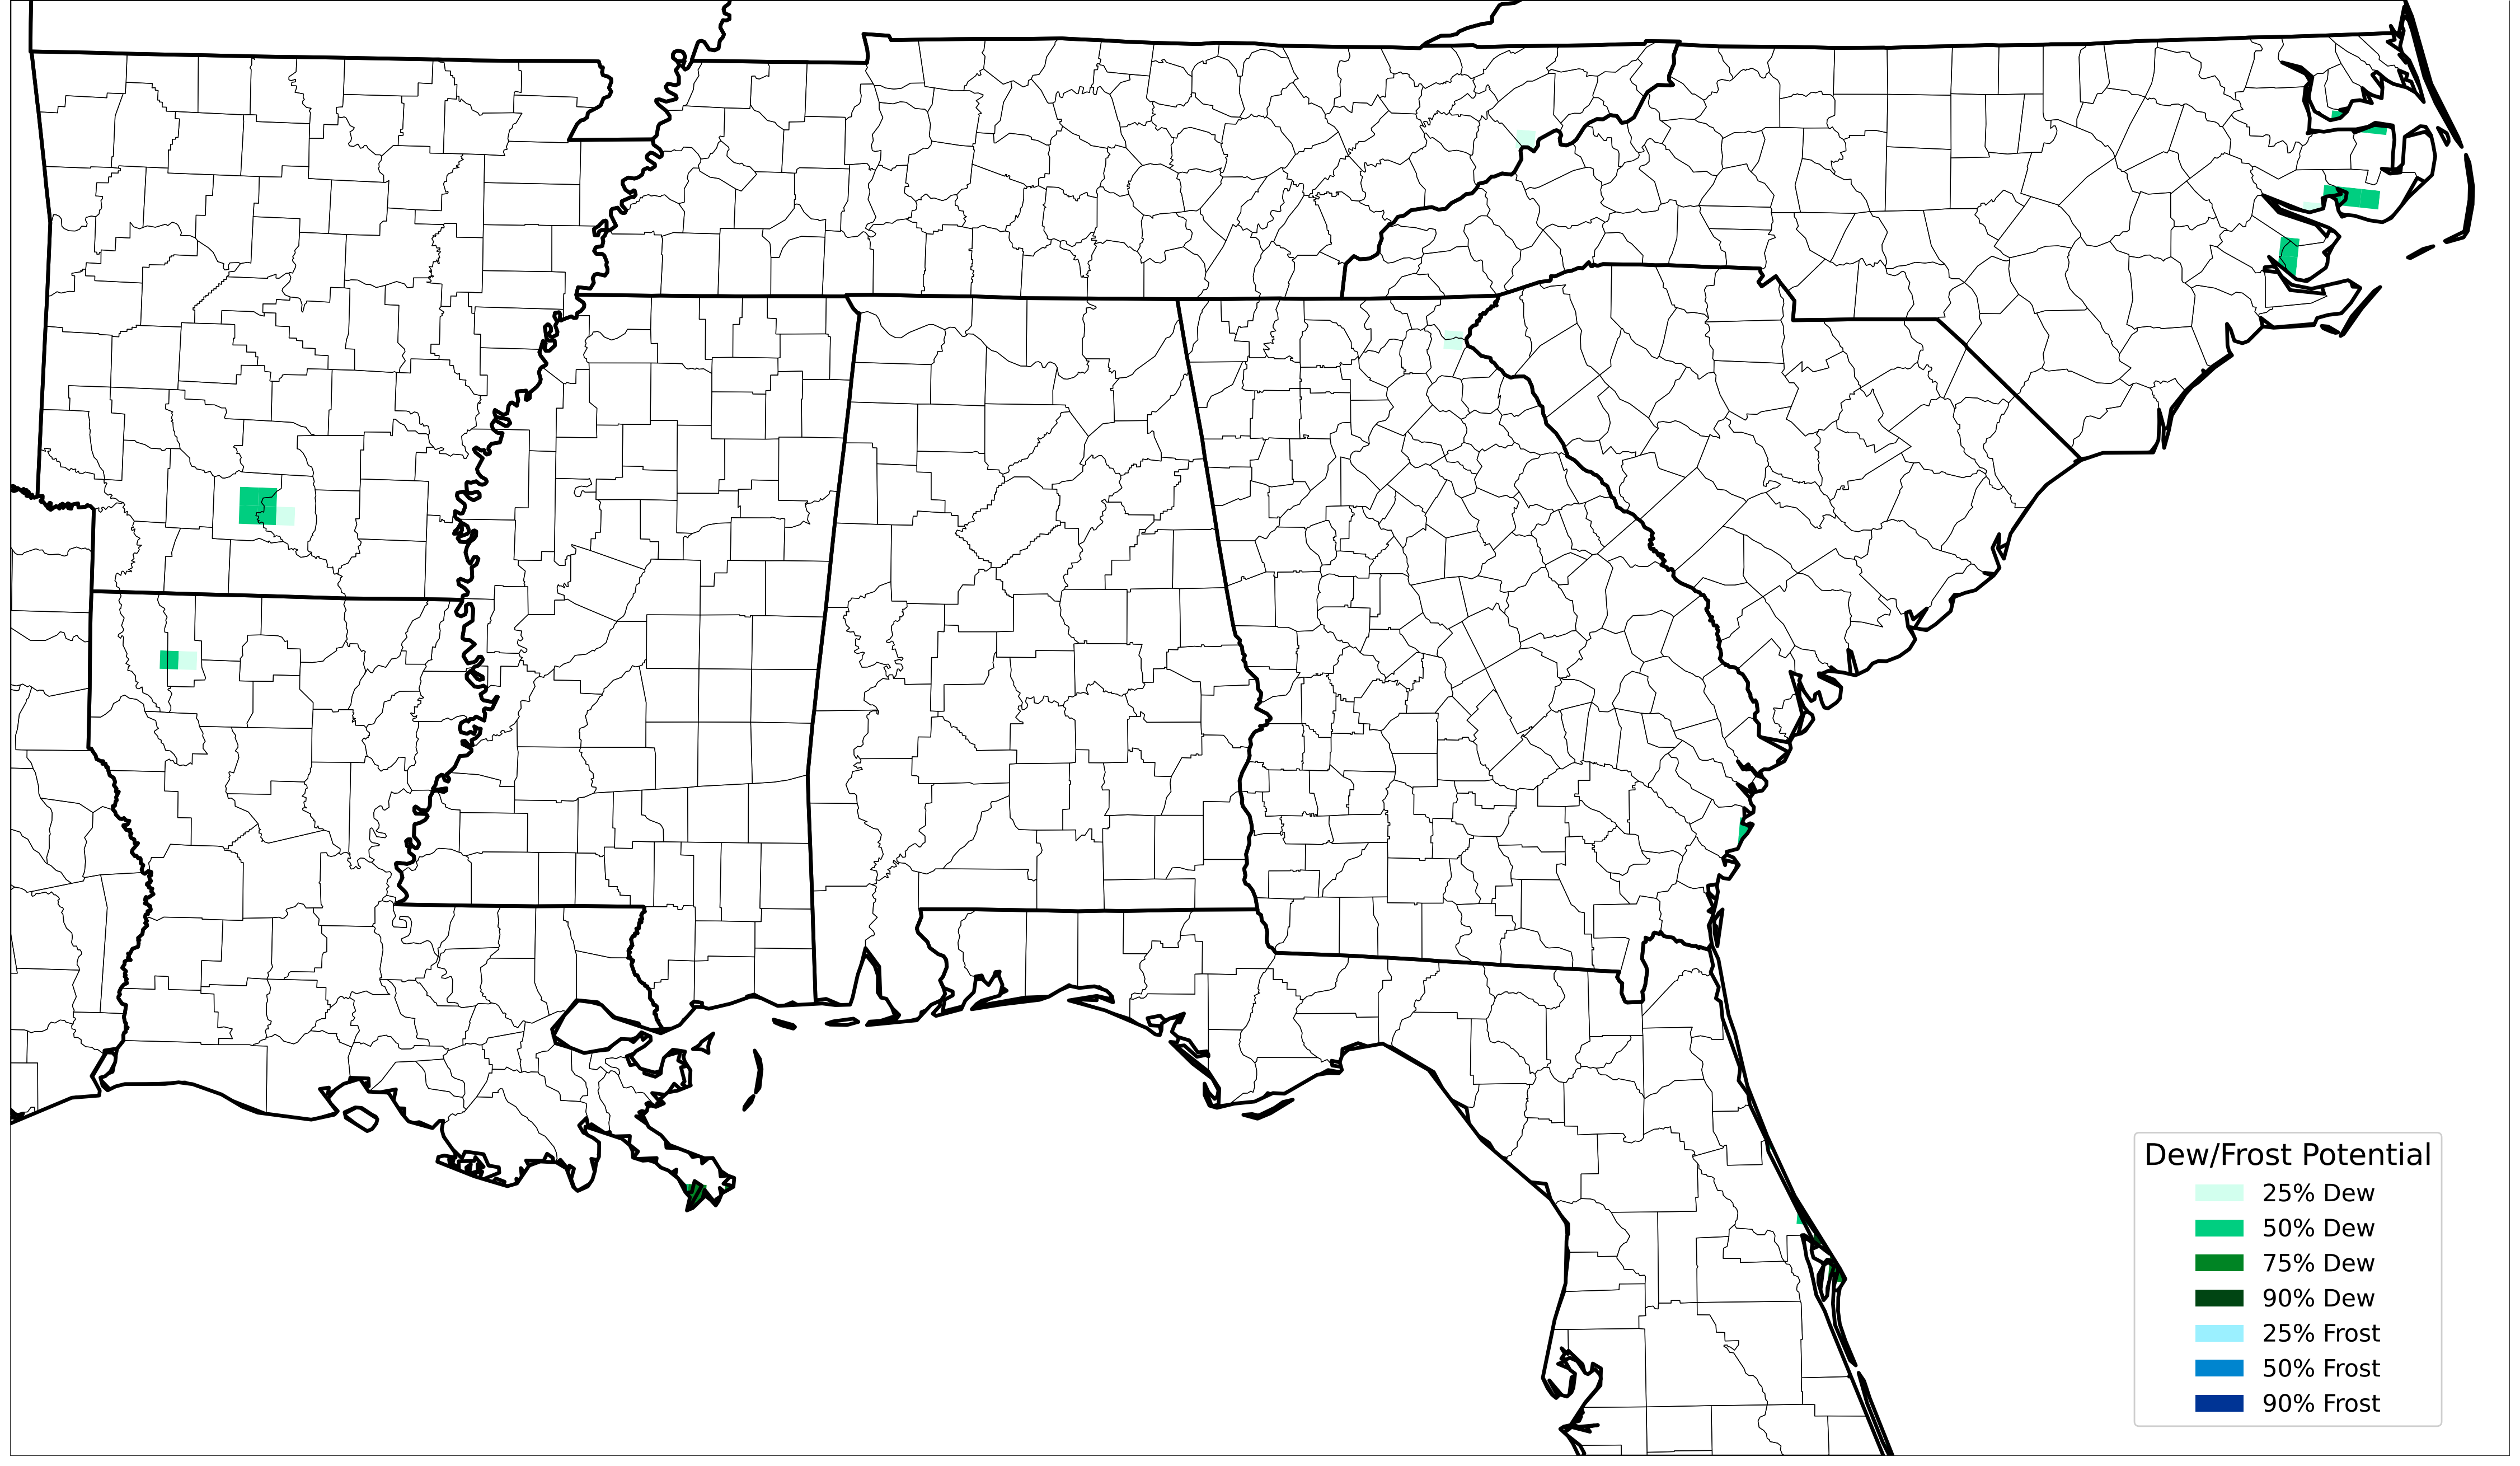 Dew/Frost Potential
25% Dew
50% Dew
75% Dew
90% Dew
25% Frost
50% Frost
90% Frost